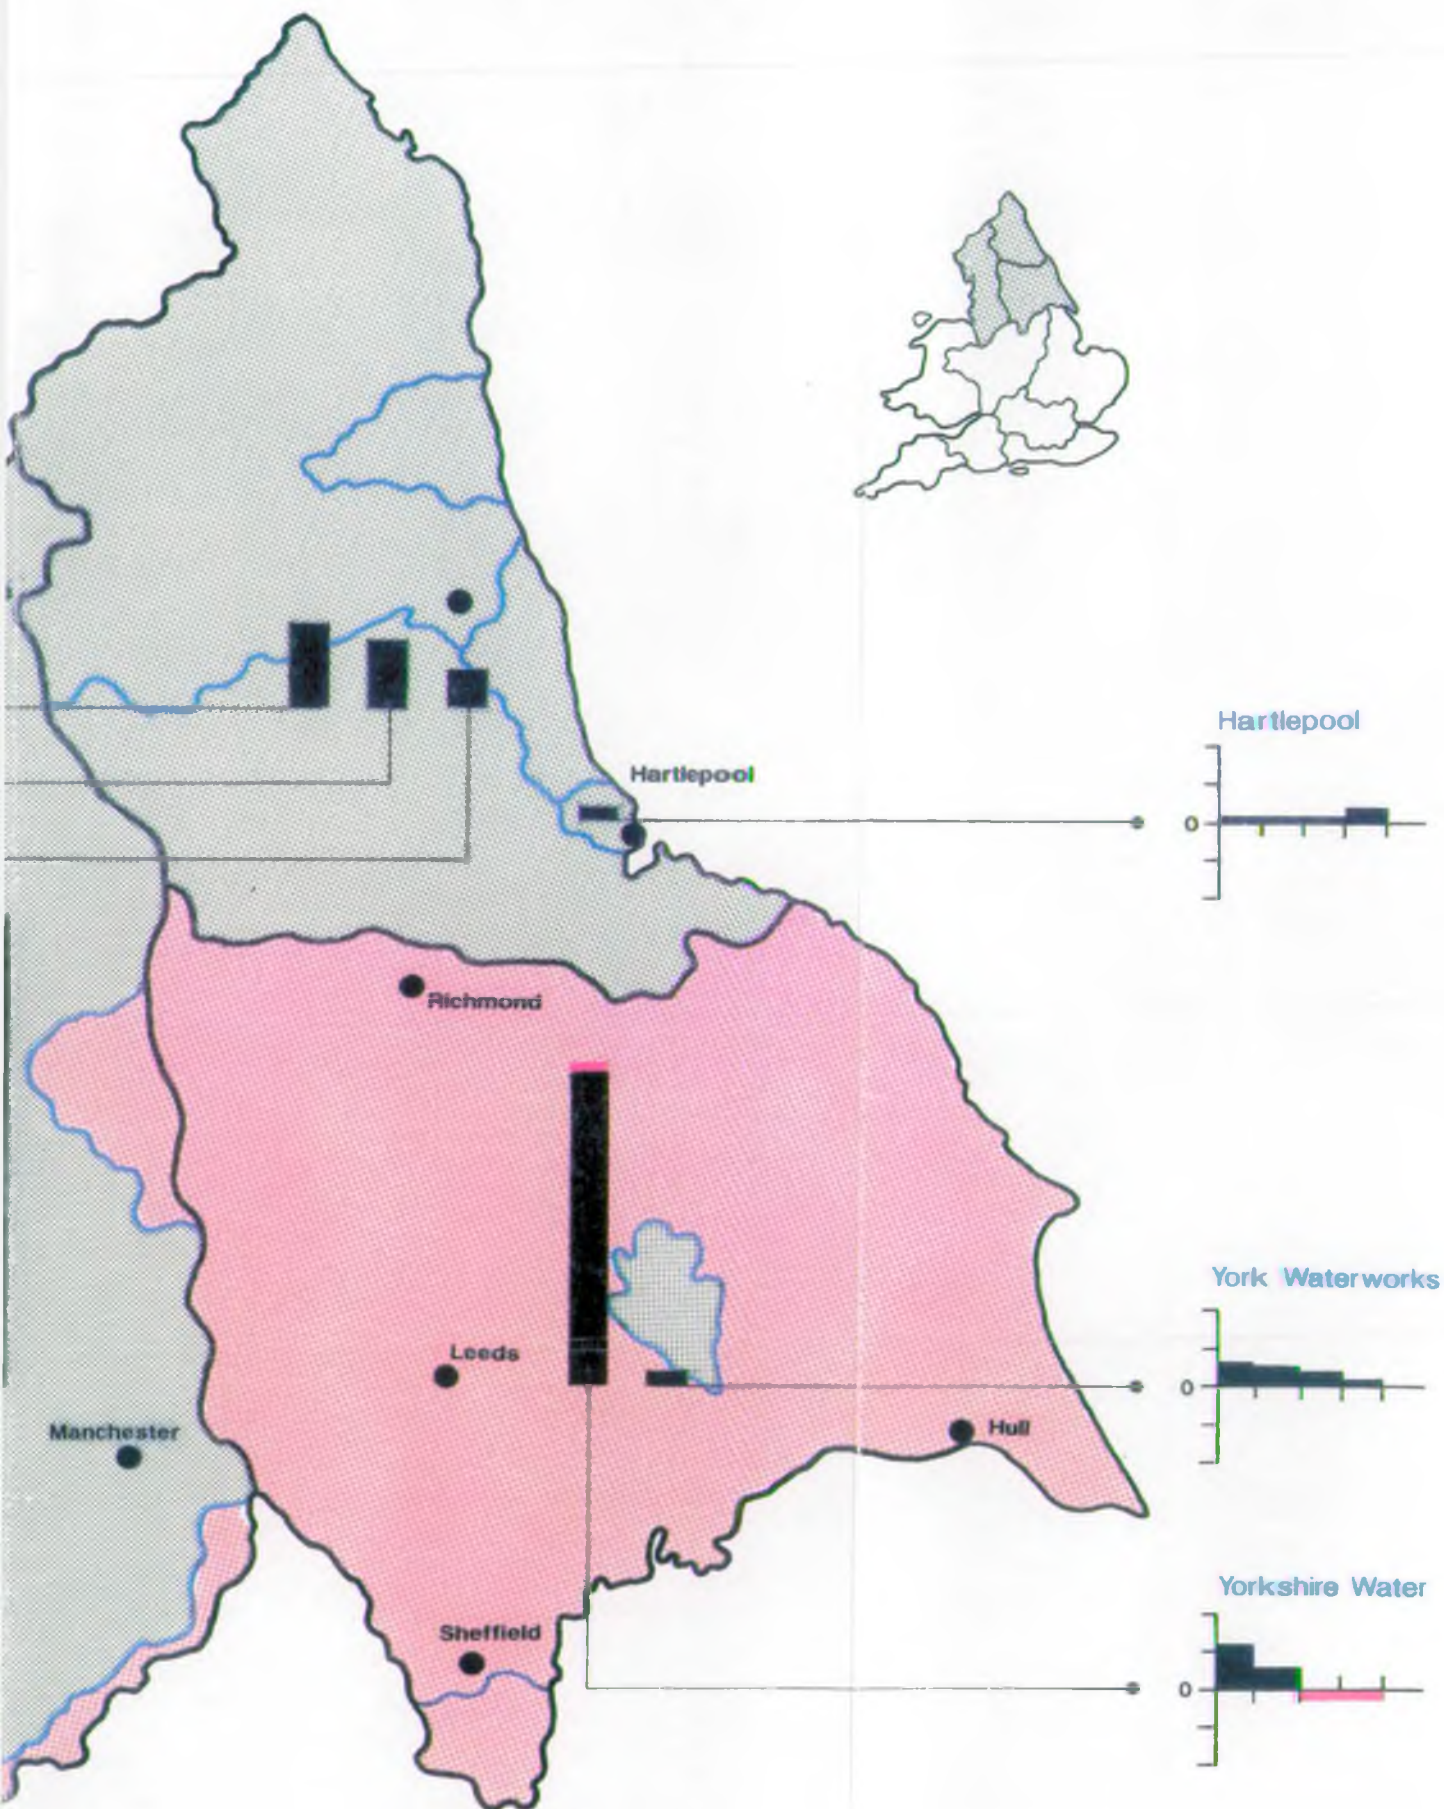 Hartlepool
Hartlepool
0
Richmond
York Waterworks
Leeds
0
Manchester
Hull
Yorkshire Water
Sheffield
0